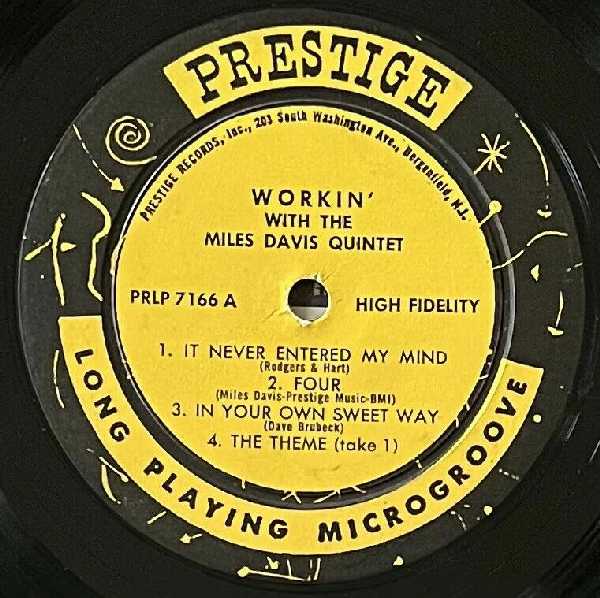 PRESTIGE
PRESTIGE RECORDS, Inc., 203 South Washington Ave., Bergenfield, N.J.
WORKIN'
WITH THE
MILES DAVIS QUINTET
PRLP 7166 A
HIGH FIDELITY
1. IT NEVER ENTERED MY MIND
(Rodgers & Hart)
2. FOUR
(Miles Davis-Prestige Music-BMI)
3. IN YOUR OWN SWEET WAY
(Dave Brubeck)
4. THE THEME (take 1)
LONG PLAYING MICROGROOVE